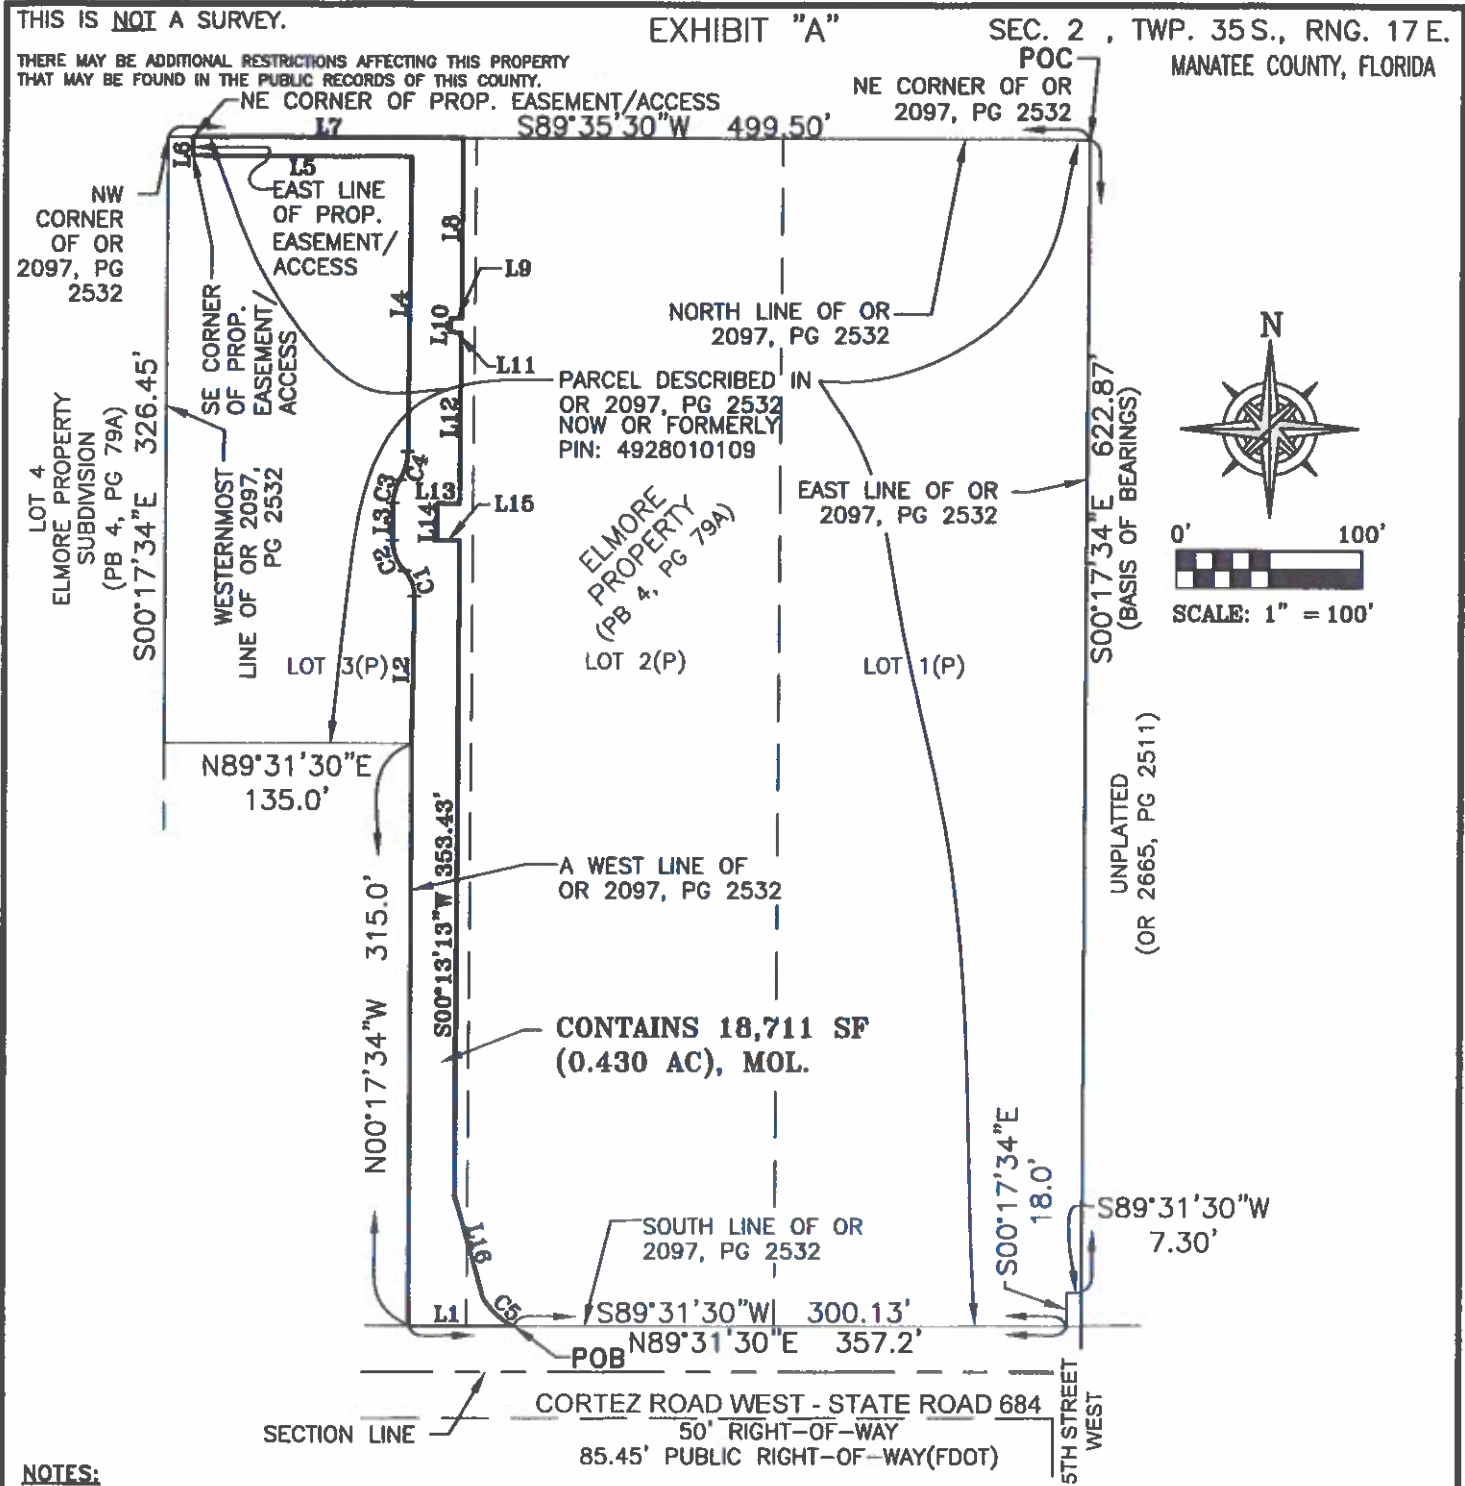 THIS IS NOT A SURVEY.
EXHIBIT "A"
SEC. 2 , TWP. 35 S., RNG. 17 E.
MANATEE COUNTY, FLORIDA
THERE MAY BE ADDITIONAL RESTRICTIONS AFFECTING THIS PROPERTY
THAT MAY BE FOUND IN THE PUBLIC RECORDS OF THIS COUNTY.
POC
NE CORNER OF OR
2097, PG 2532
NE CORNER OF PROP. EASEMENT/ACCESS
L7
S89°35'30"W 499.50'
L6
L5
EAST LINE
OF PROP.
EASEMENT/
ACCESS
NW
CORNER
OF OR
2097, PG
2532
SE CORNER
OF PROP.
EASEMENT/
ACCESS
L4
L8
L9
L10
L11
L12
NORTH LINE OF OR
2097, PG 2532
N
PARCEL DESCRIBED IN
OR 2097, PG 2532
NOW OR FORMERLY
PIN: 4928010109
LOT 4
ELMORE PROPERTY
SUBDIVISION
(PB 4, PG 79A)
S00°17'34"E 326.45'
WESTERNMOST
LINE OF OR 2097,
PG 2532
C4
C3
L13
L3
L14
L15
C2
C1
L2
ELMORE
PROPERTY
(PB 4, PG 79A)
EAST LINE OF OR
2097, PG 2532
S00°17'34"E 622.87'
(BASIS OF BEARINGS)
0' 100'
SCALE: 1" = 100'
LOT 3(P)
LOT 2(P)
LOT 1(P)
N89°31'30"E
135.0'
UNPLATTED
(OR 2665, PG 2511)
A WEST LINE OF
OR 2097, PG 2532
N00°17'34"W 315.0'
S00°13'13"W 353.43'
CONTAINS 18,711 SF
(0.430 AC), MOL.
S00°17'34"E
18.0'
S89°31'30"W
7.30'
L16
SOUTH LINE OF OR
2097, PG 2532
L1
C5
S89°31'30"W 300.13'
N89°31'30"E 357.2'
POB
CORTEZ ROAD WEST - STATE ROAD 684
50' RIGHT-OF-WAY
85.45' PUBLIC RIGHT-OF-WAY(FDOT)
SECTION LINE
5TH STREET
WEST
NOTES: